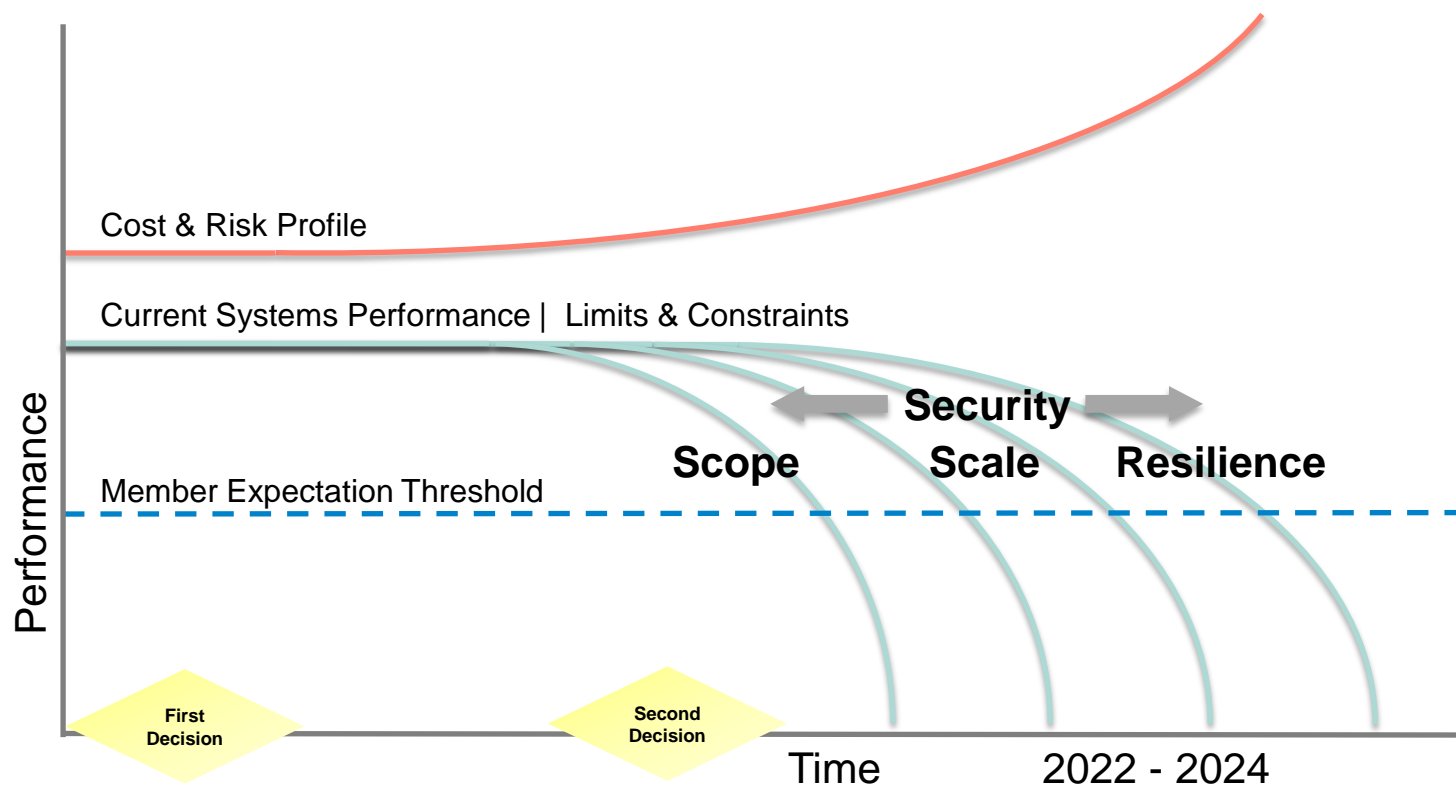 Cost & Risk Profile
Current Systems Performance | Limits & Constraints
Security
Scope
Scale
Resilience
Member Expectation Threshold
Performance
First
Decision
Second
Decision
Time
2022 - 2024